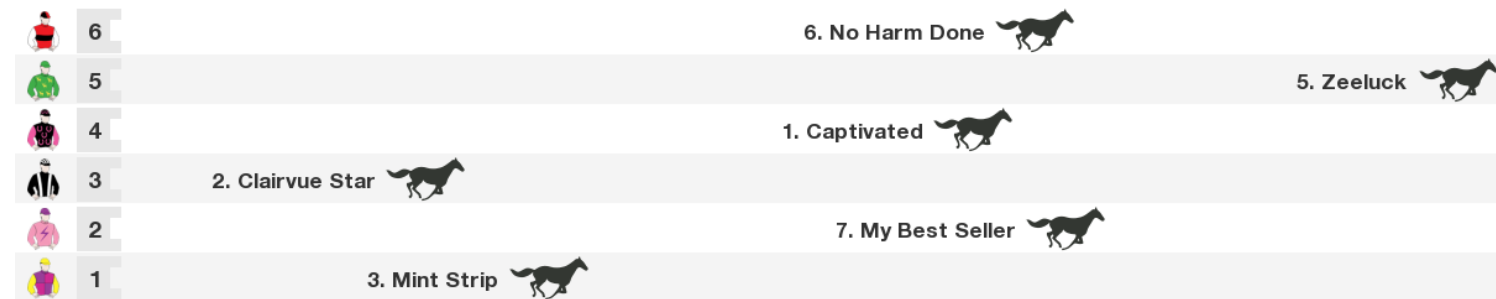 6 6. No Harm Done
5 5. Zeeluck
4 1. Captivated
3 2. Clairvue Star
2 7. My Best Seller
1 3. Mint Strip